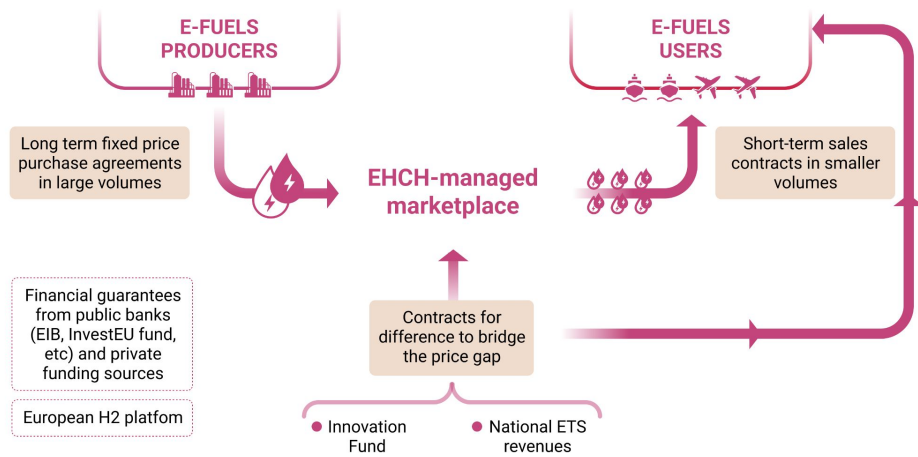 E-FUELS
PRODUCERS
E-FUELS
USERS
Long term fixed price
purchase agreements
in large volumes
EHCH-managed
marketplace
Short-term sales
contracts in smaller
volumes
Financial guarantees
from public banks
(EIB, InvestEU fund,
etc) and private
funding sources
European H2 platfom
Contracts for
difference to bridge
the price gap
Innovation
Fund
National ETS
revenues